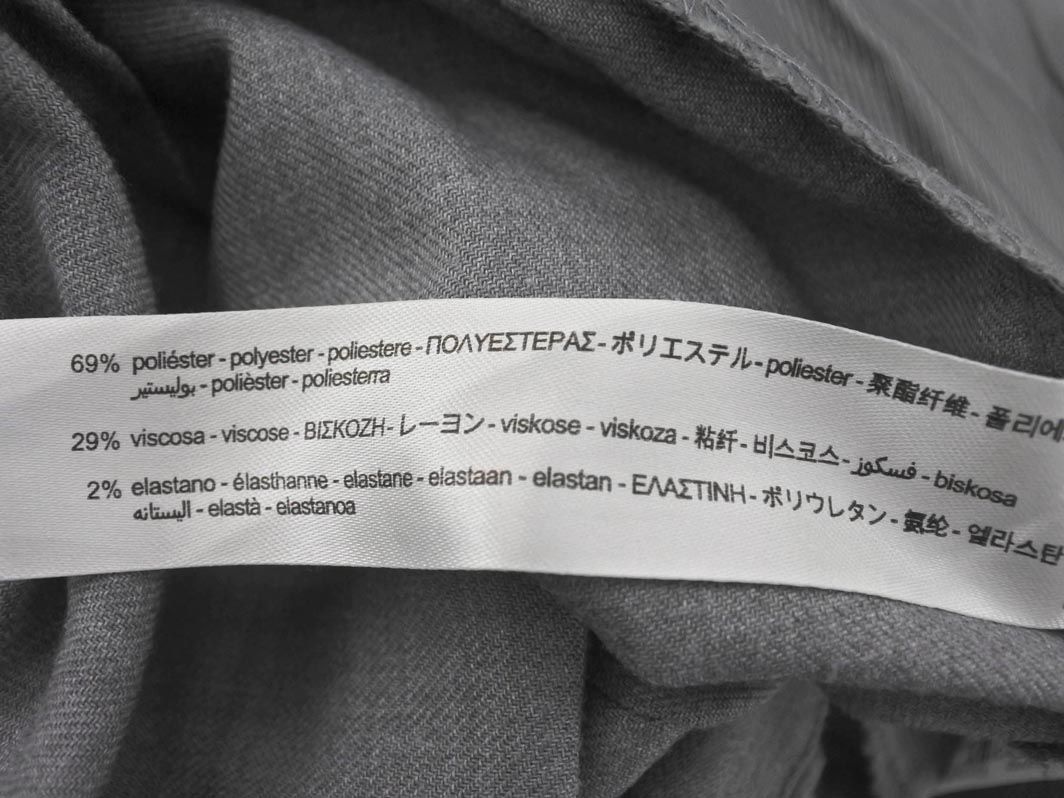 69% poliéster - polyester - poliestere - ΠΟΛΥΕΣΤΕΡΑΣ - ポリエステル - poliester - 聚酯纤维 - 폴리에
بوليستير - polièster - poliesterra
29% viscosa - viscose - ΒΙΣΚΟΖΗ - レーヨン - viskose - viskoza - 粘纤 - 비스코스 - فسكوز - biskosa
2% elastano - élasthanne - elastane - elastaan - elastan - ΕΛΑΣΤΙΝΗ - ポリウレタン - 氨纶 - 엘라스탄
اليستانه - elastà - elastanoa